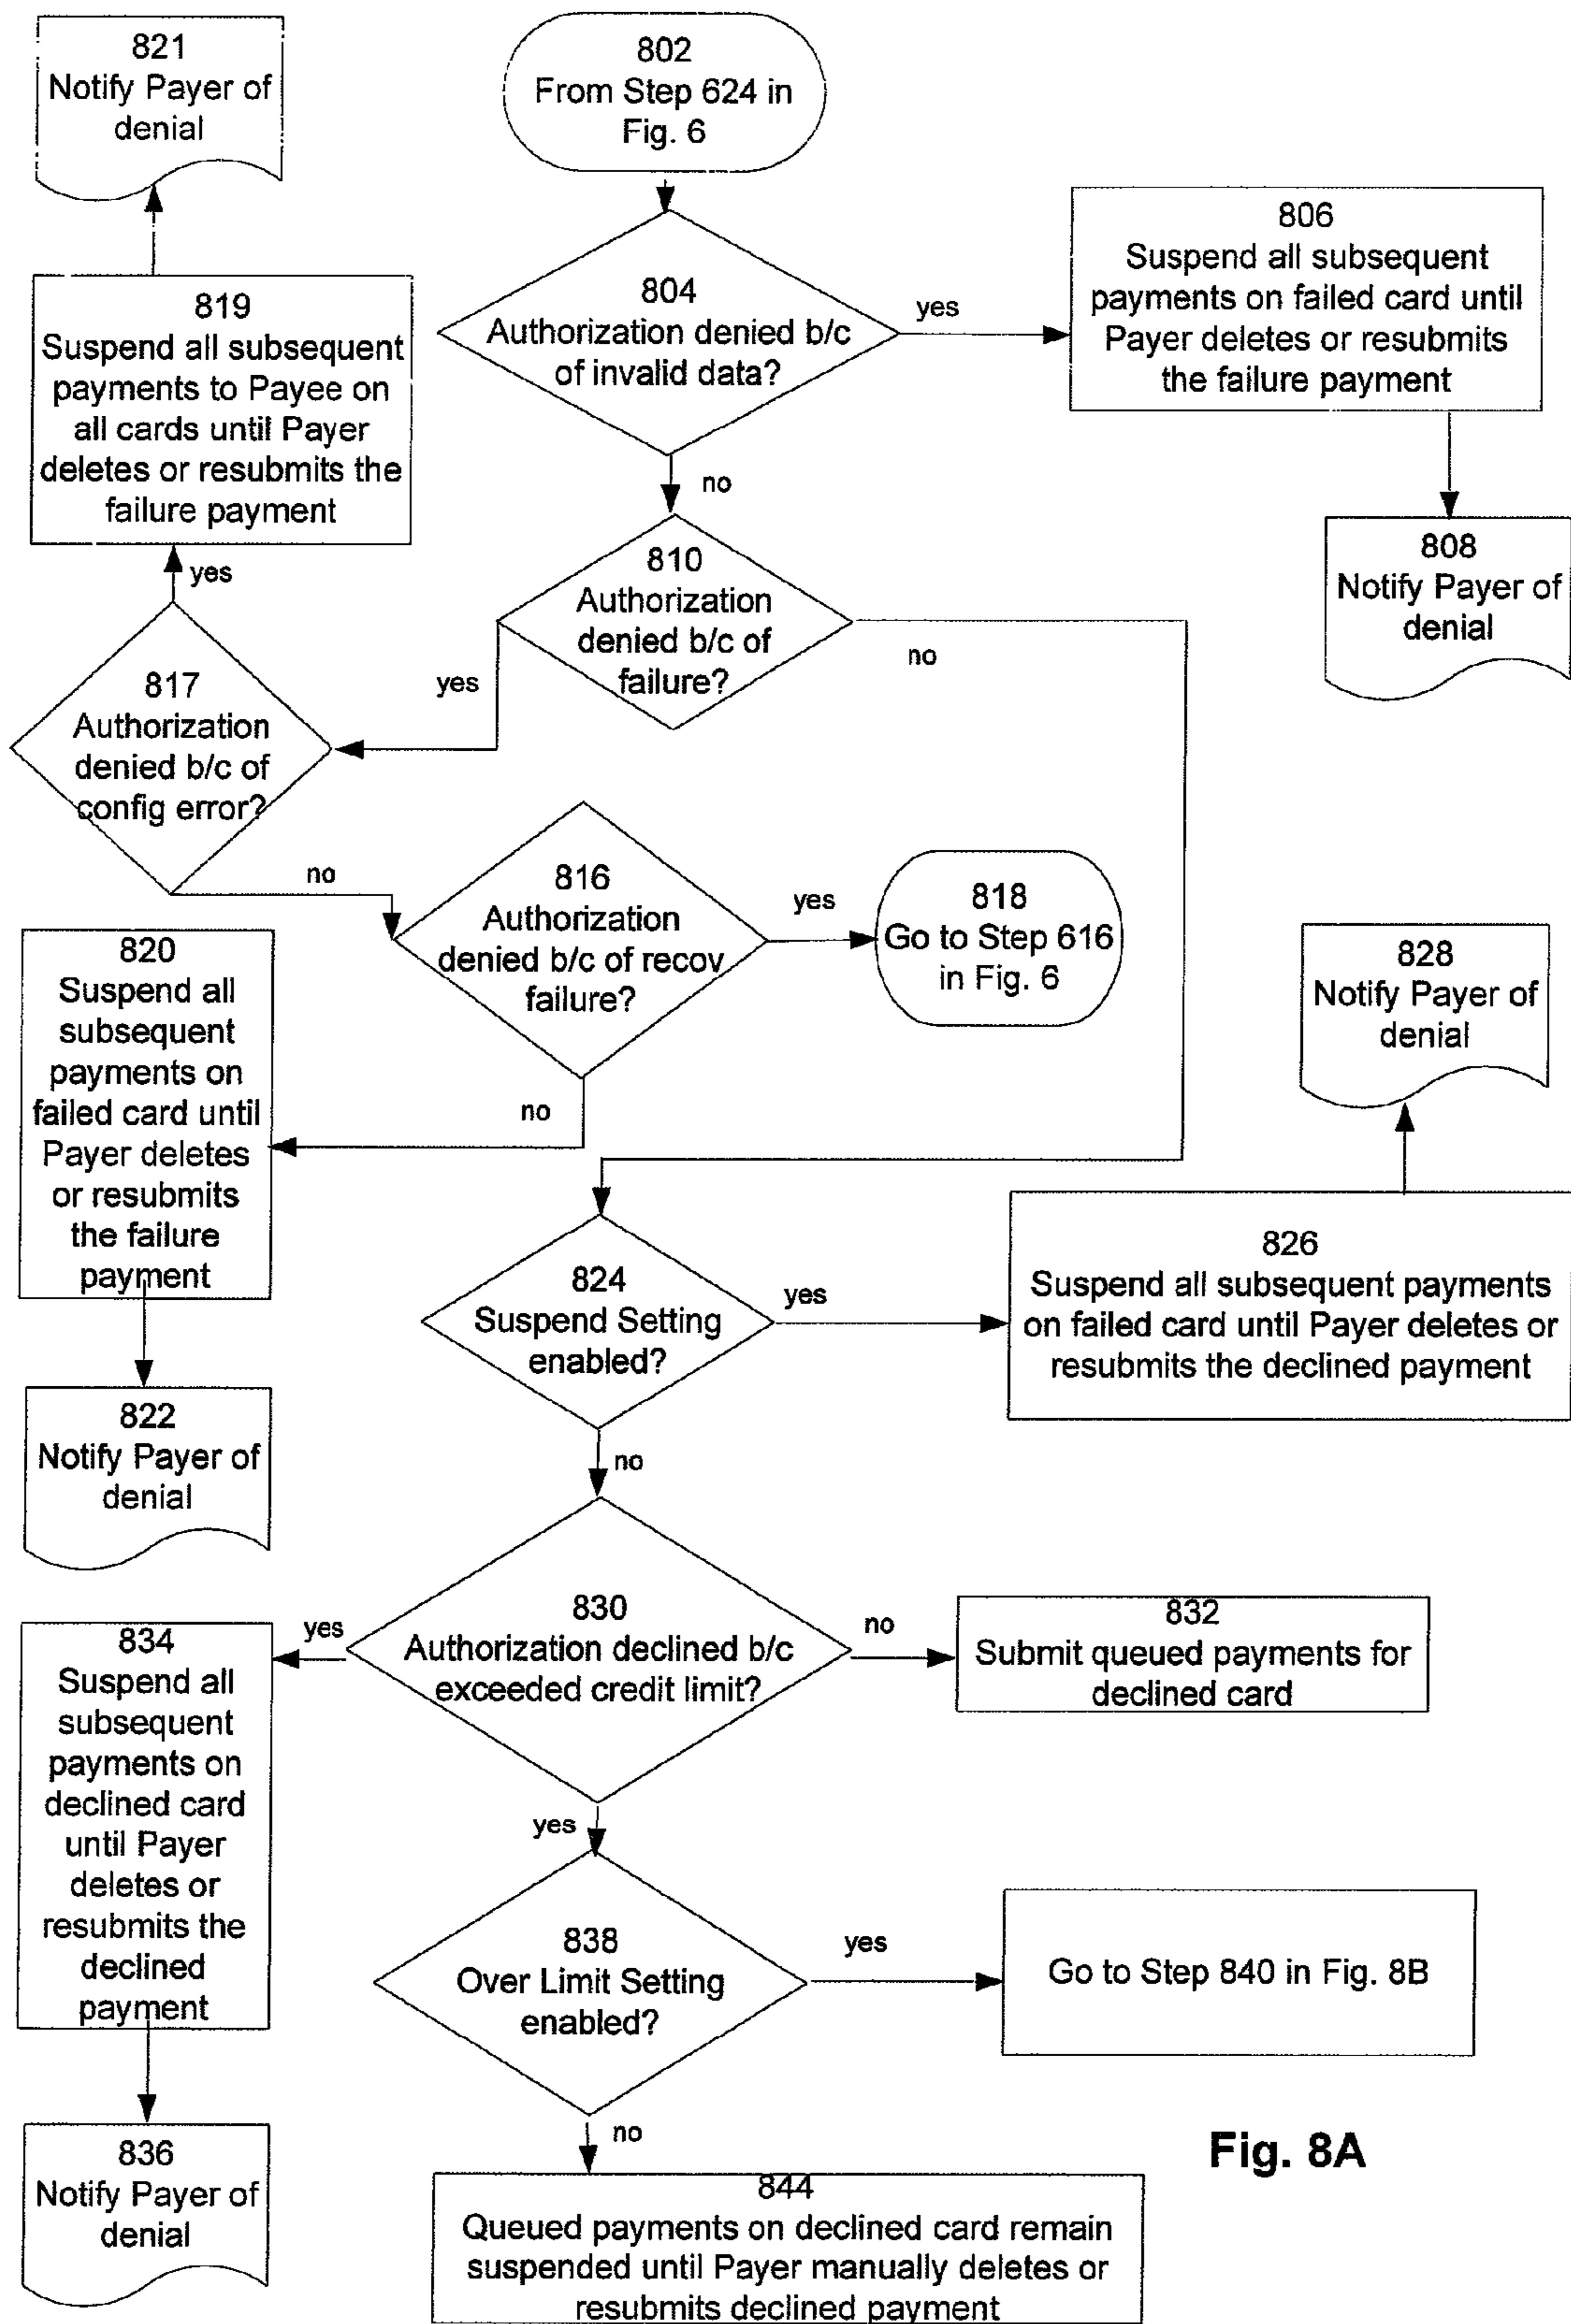 821
Notify Payer of
denial
802
From Step 624 in
Fig. 6
806
Suspend all subsequent
payments on failed card until
Payer deletes or resubmits
the failure payment
804
Authorization denied b/c
of invalid data?
yes
no
819
Suspend all subsequent
payments to Payee on
all cards until Payer
deletes or resubmits the
failure payment
yes
808
Notify Payer of
denial
810
Authorization
denied b/c of
failure?
no
yes
817
Authorization
denied b/c of
config error?
no
816
Authorization
denied b/c of recov
failure?
yes
818
Go to Step 616
in Fig. 6
no
820
Suspend all
subsequent
payments on
failed card until
Payer deletes
or resubmits
the failure
payment
828
Notify Payer of
denial
824
Suspend Setting
enabled?
yes
826
Suspend all subsequent payments
on failed card until Payer deletes or
resubmits the declined payment
no
822
Notify Payer of
denial
830
Authorization declined b/c
exceeded credit limit?
yes
no
832
Submit queued payments for
declined card
834
Suspend all
subsequent
payments on
declined card
until Payer
deletes or
resubmits the
declined
payment
yes
838
Over Limit Setting
enabled?
yes
Go to Step 840 in Fig. 8B
no
836
Notify Payer of
denial
844
Queued payments on declined card remain
suspended until Payer manually deletes or
resubmits declined payment
Fig. 8A